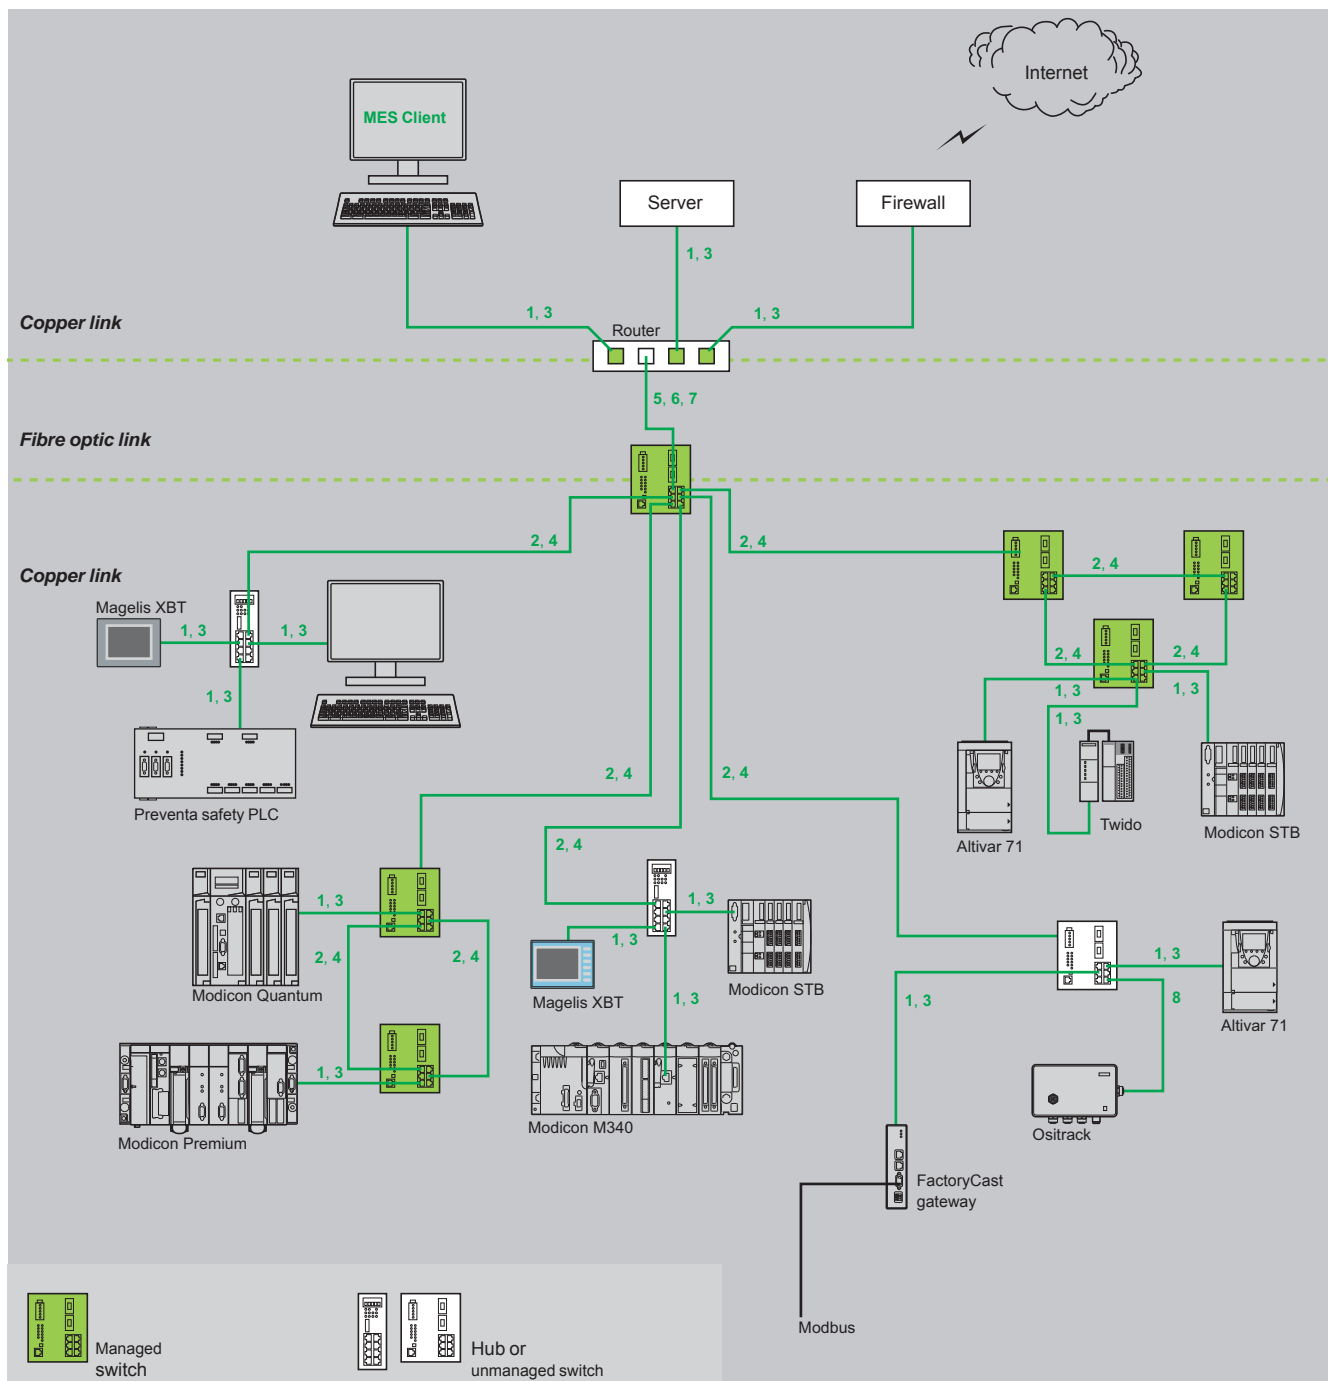 Internet
MES Client
Server
Firewall
1, 3
Copper link
1, 3
1, 3
Router
5, 6, 7
Fibre optic link
2, 4
2, 4
2, 4
Copper link
Magelis XBT
1, 3
1, 3
2, 4
2, 4
1, 3
1, 3
1, 3
1, 3
Preventa safety PLC
2, 4
2, 4
Altivar 71
Twido
Modicon STB
2, 4
1, 3
1, 3
1, 3
2, 4
2, 4
1, 3
Modicon Quantum
Magelis XBT
Modicon STB
1, 3
1, 3
8
Altivar 71
1, 3
Modicon Premium
Modicon M340
Ositrack
FactoryCast
gateway
Modbus
Managed
switch
Hub or
unmanaged switch